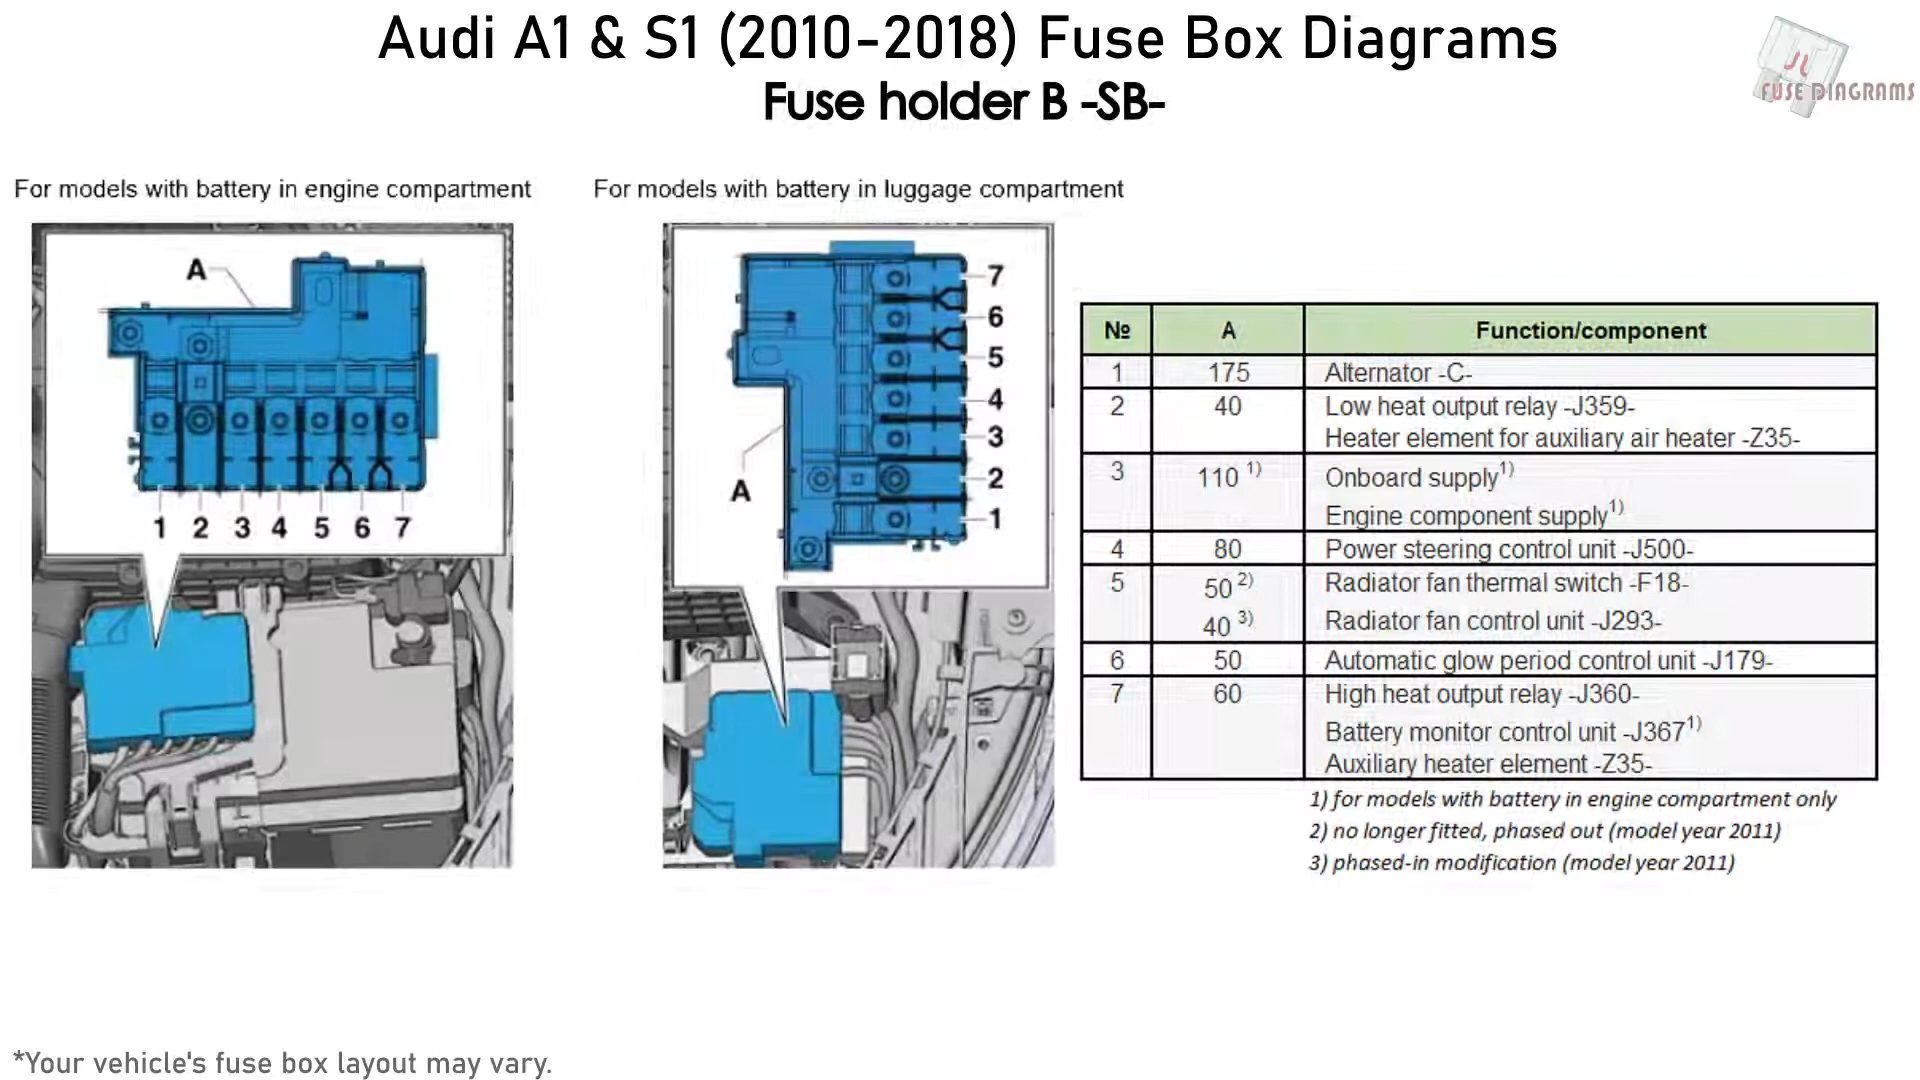 Audi A1 & S1 (2010-2018) Fuse Box Diagrams
Fuse holder B -SB-
JL
FUSE DIAGRAMS
For models with battery in engine compartment
For models with battery in luggage compartment
A
1 2 3 4 5 6 7
7
6
5
4
3
2
1
A
№ A Function/component
1 175 Alternator -C-
2 40 Low heat output relay -J359-
Heater element for auxiliary air heater -Z35-
3 110 1) Onboard supply1)
Engine component supply1)
4 80 Power steering control unit -J500-
5 50 2) Radiator fan thermal switch -F18-
40 3) Radiator fan control unit -J293-
6 50 Automatic glow period control unit -J179-
7 60 High heat output relay -J360-
Battery monitor control unit -J3671)
Auxiliary heater element -Z35-
1) for models with battery in engine compartment only
2) no longer fitted, phased out (model year 2011)
3) phased-in modification (model year 2011)
*Your vehicle's fuse box layout may vary.